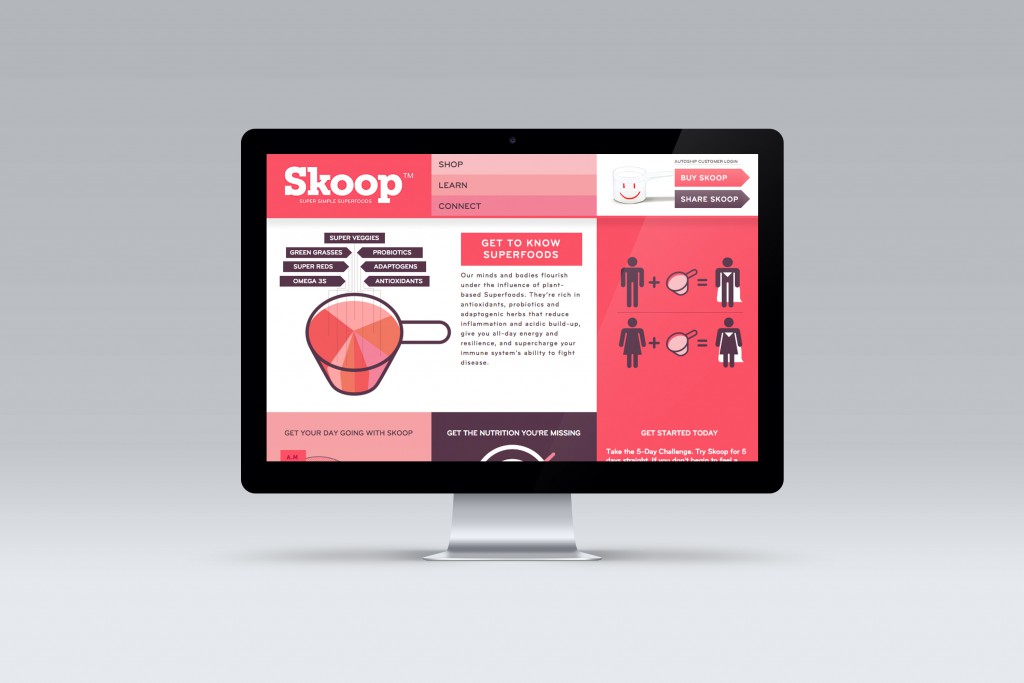 Skoop™
SUPER SIMPLE SUPERFOODS
SHOP
LEARN
CONNECT
AUTOSHIP CUSTOMER LOGIN
BUY SKOOP
SHARE SKOOP
SUPER VEGGIES
GREEN GRASSES
PROBIOTICS
SUPER REDS
ADAPTOGENS
OMEGA 3S
ANTIOXIDANTS
GET TO KNOW
SUPERFOODS
Our minds and bodies flourish
under the influence of plant-
based Superfoods. They're rich in
antioxidants, probiotics and
adaptogenic herbs that reduce
inflammation and acidic build-up,
give you all-day energy and
resilience, and supercharge your
immune system's ability to fight
disease.
+ =
+ =
GET YOUR DAY GOING WITH SKOOP
A.M
GET THE NUTRITION YOU'RE MISSING
GET STARTED TODAY
Take the 5-Day Challenge. Try Skoop for 5
days straight. If you don't begin to feel a